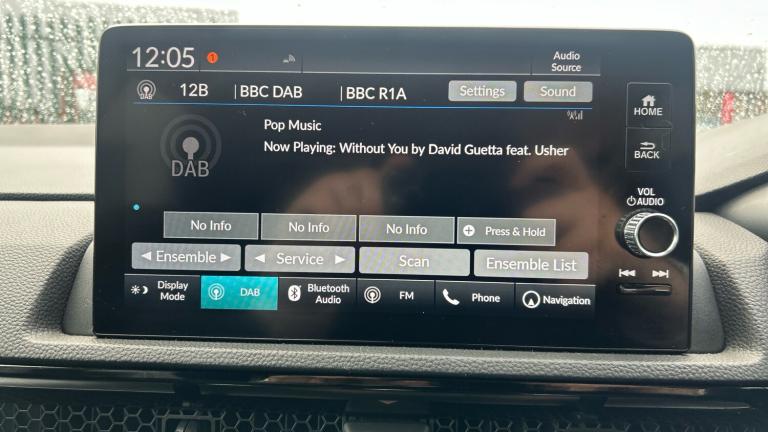 12:05 1 Audio Source
DAB 12B BBC DAB BBC R1A Settings Sound
Pop Music
Now Playing: Without You by David Guetta feat. Usher
DAB
No Info No Info No Info Press & Hold
Ensemble Service Scan Ensemble List
Display Mode DAB Bluetooth Audio FM Phone Navigation
HOME
BACK
VOL
AUDIO